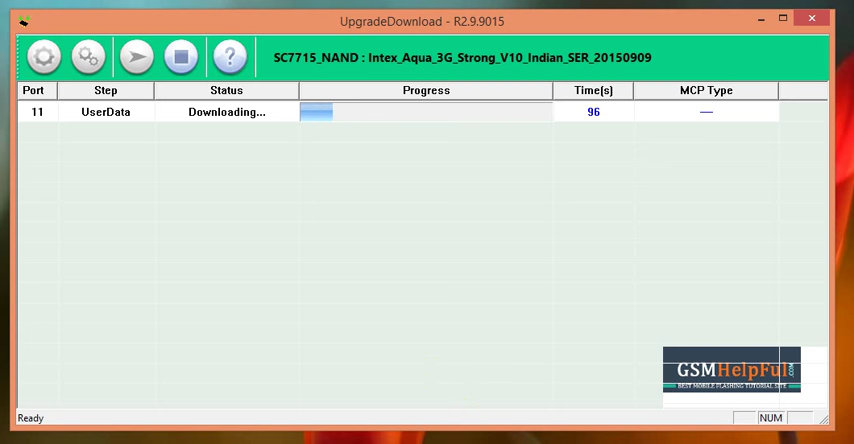 UpgradeDownload - R2.9.9015
SC7715_NAND : Intex_Aqua_3G_Strong_V10_Indian_SER_20150909
Port Step Status Progress Time(s) MCP Type
11 UserData Downloading... 96 —
GSMHelpFul.COM
BEST MOBILE FLASHING TUTORIAL SITE
Ready NUM